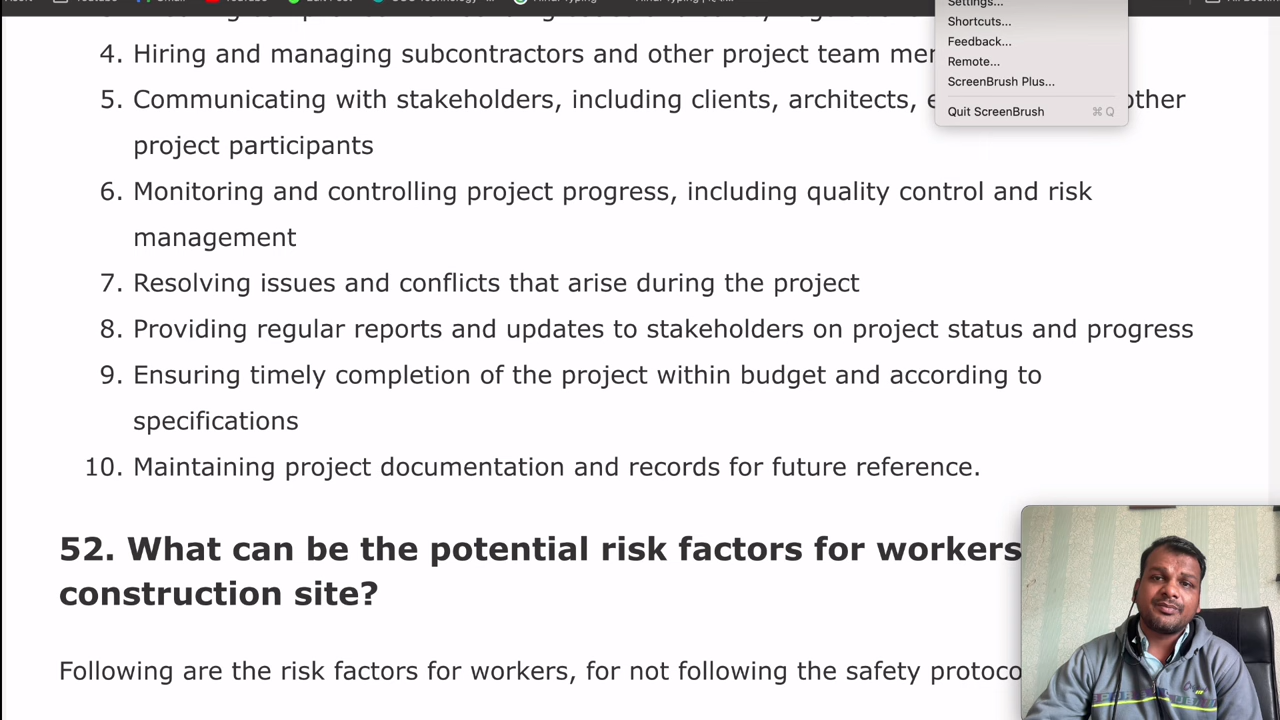 Settings...
Shortcuts...
Feedback...
Remote...
ScreenBrush Plus...
Quit ScreenBrush ⌘ Q
4. Hiring and managing subcontractors and other project team
5. Communicating with stakeholders, including clients, architects, other
project participants
6. Monitoring and controlling project progress, including quality control and risk
management
7. Resolving issues and conflicts that arise during the project
8. Providing regular reports and updates to stakeholders on project status and progress
9. Ensuring timely completion of the project within budget and according to
specifications
10. Maintaining project documentation and records for future reference.
52. What can be the potential risk factors for workers
construction site?
Following are the risk factors for workers, for not following the safety